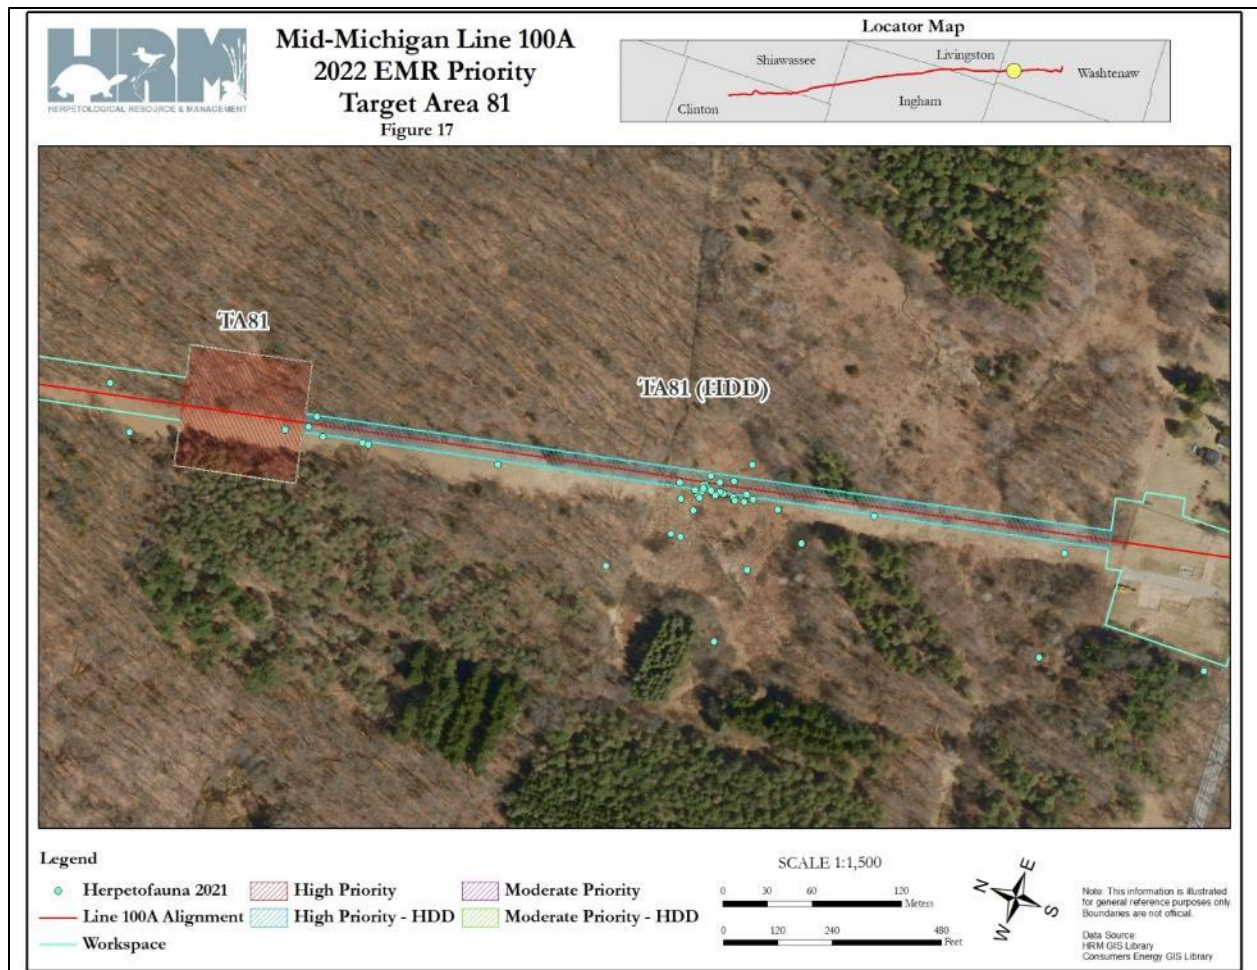 HRM
HERPETOLOGICAL RESOURCE & MANAGEMENT
Mid-Michigan Line 100A
2022 EMR Priority
Target Area 81
Figure 17
Locator Map
Shiawassee
Livingston
Washtenaw
Ingham
Clinton
TA81
TA81 (HDD)
Legend
Herpetofauna 2021
High Priority
Moderate Priority
Line 100A Alignment
High Priority - HDD
Moderate Priority - HDD
Workspace
SCALE 1:1,500
0 30 60 120
Meters
0 120 240 480
Feet
N E
W S
Note: This information is illustrated
for general reference purposes only.
Boundaries are not official.
Data Source:
HRM GIS Library
Consumers Energy GIS Library